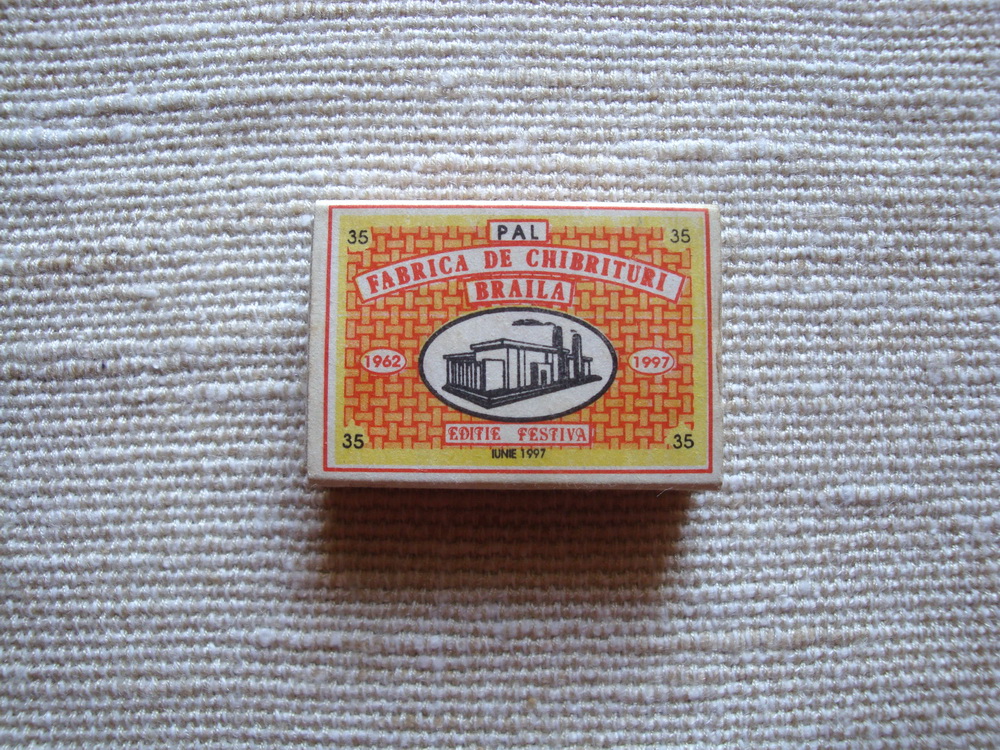 35 PAL 35
FABRICA DE CHIBRITURI
BRAILA
1962 1997
EDITIE FESTIVA
35 IUNIE 1997 35